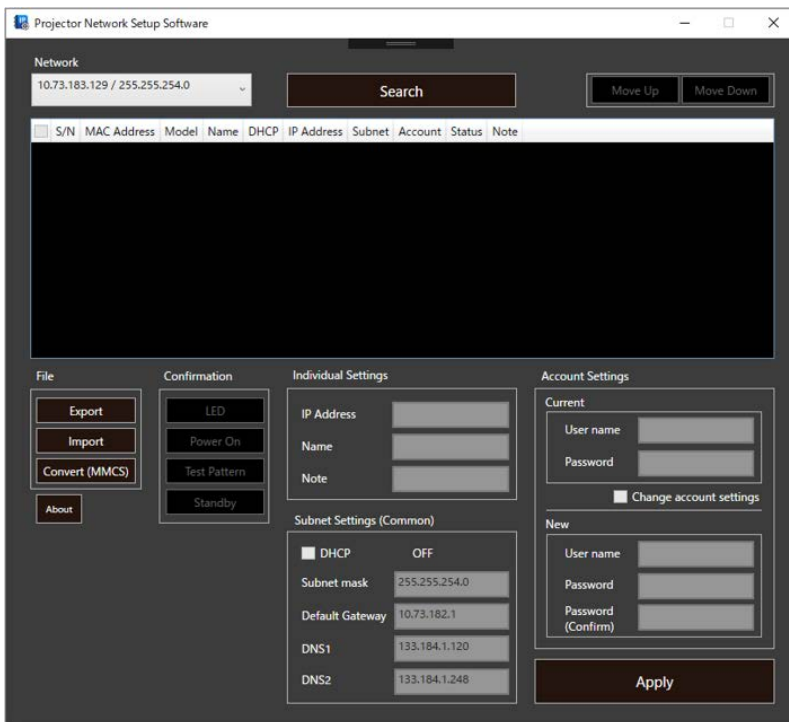 Projector Network Setup Software
Network
10.73.183.129 / 255.255.254.0
Search
Move Up Move Down
S/N MAC Address Model Name DHCP IP Address Subnet Account Status Note
File
Export
Import
Convert (MMCS)
About
Confirmation
LED
Power On
Test Pattern
Standby
Individual Settings
IP Address
Name
Note
Subnet Settings (Common)
DHCP OFF
Subnet mask 255.255.254.0
Default Gateway 10.73.182.1
DNS1 133.184.1.120
DNS2 133.184.1.248
Account Settings
Current
User name
Password
Change account settings
New
User name
Password
Password
(Confirm)
Apply